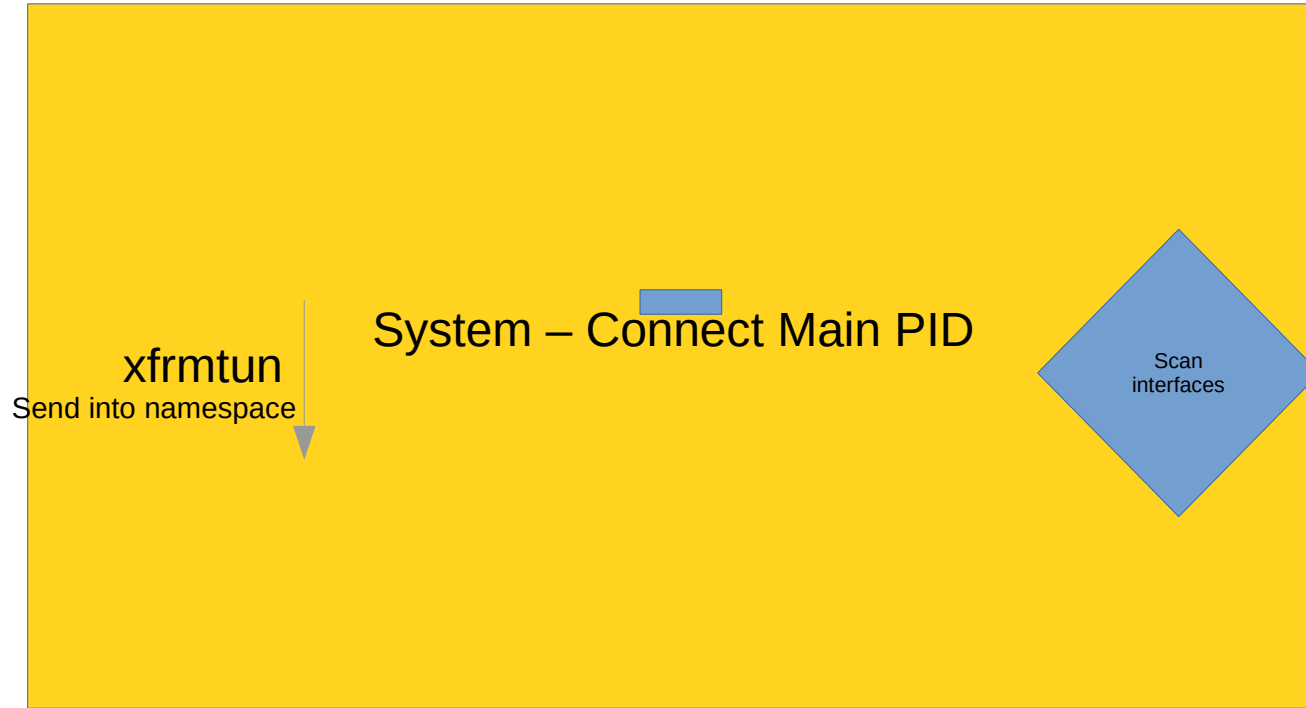 System – Connect Main PID
xfrmtun
Send into namespace
Scan
interfaces